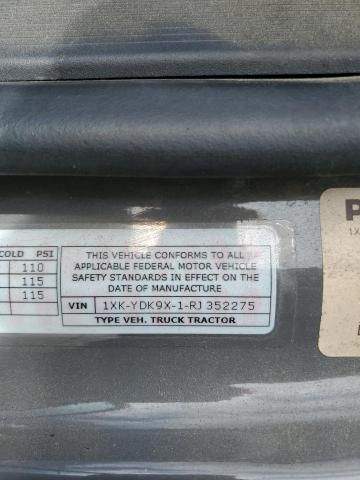 COLD PSI
110
115
115
THIS VEHICLE CONFORMS TO ALL
APPLICABLE FEDERAL MOTOR VEHICLE
SAFETY STANDARDS IN EFFECT ON THE
DATE OF MANUFACTURE
VIN 1XK-YDK9X-1-RJ 352275
TYPE VEH. TRUCK TRACTOR
P
1X